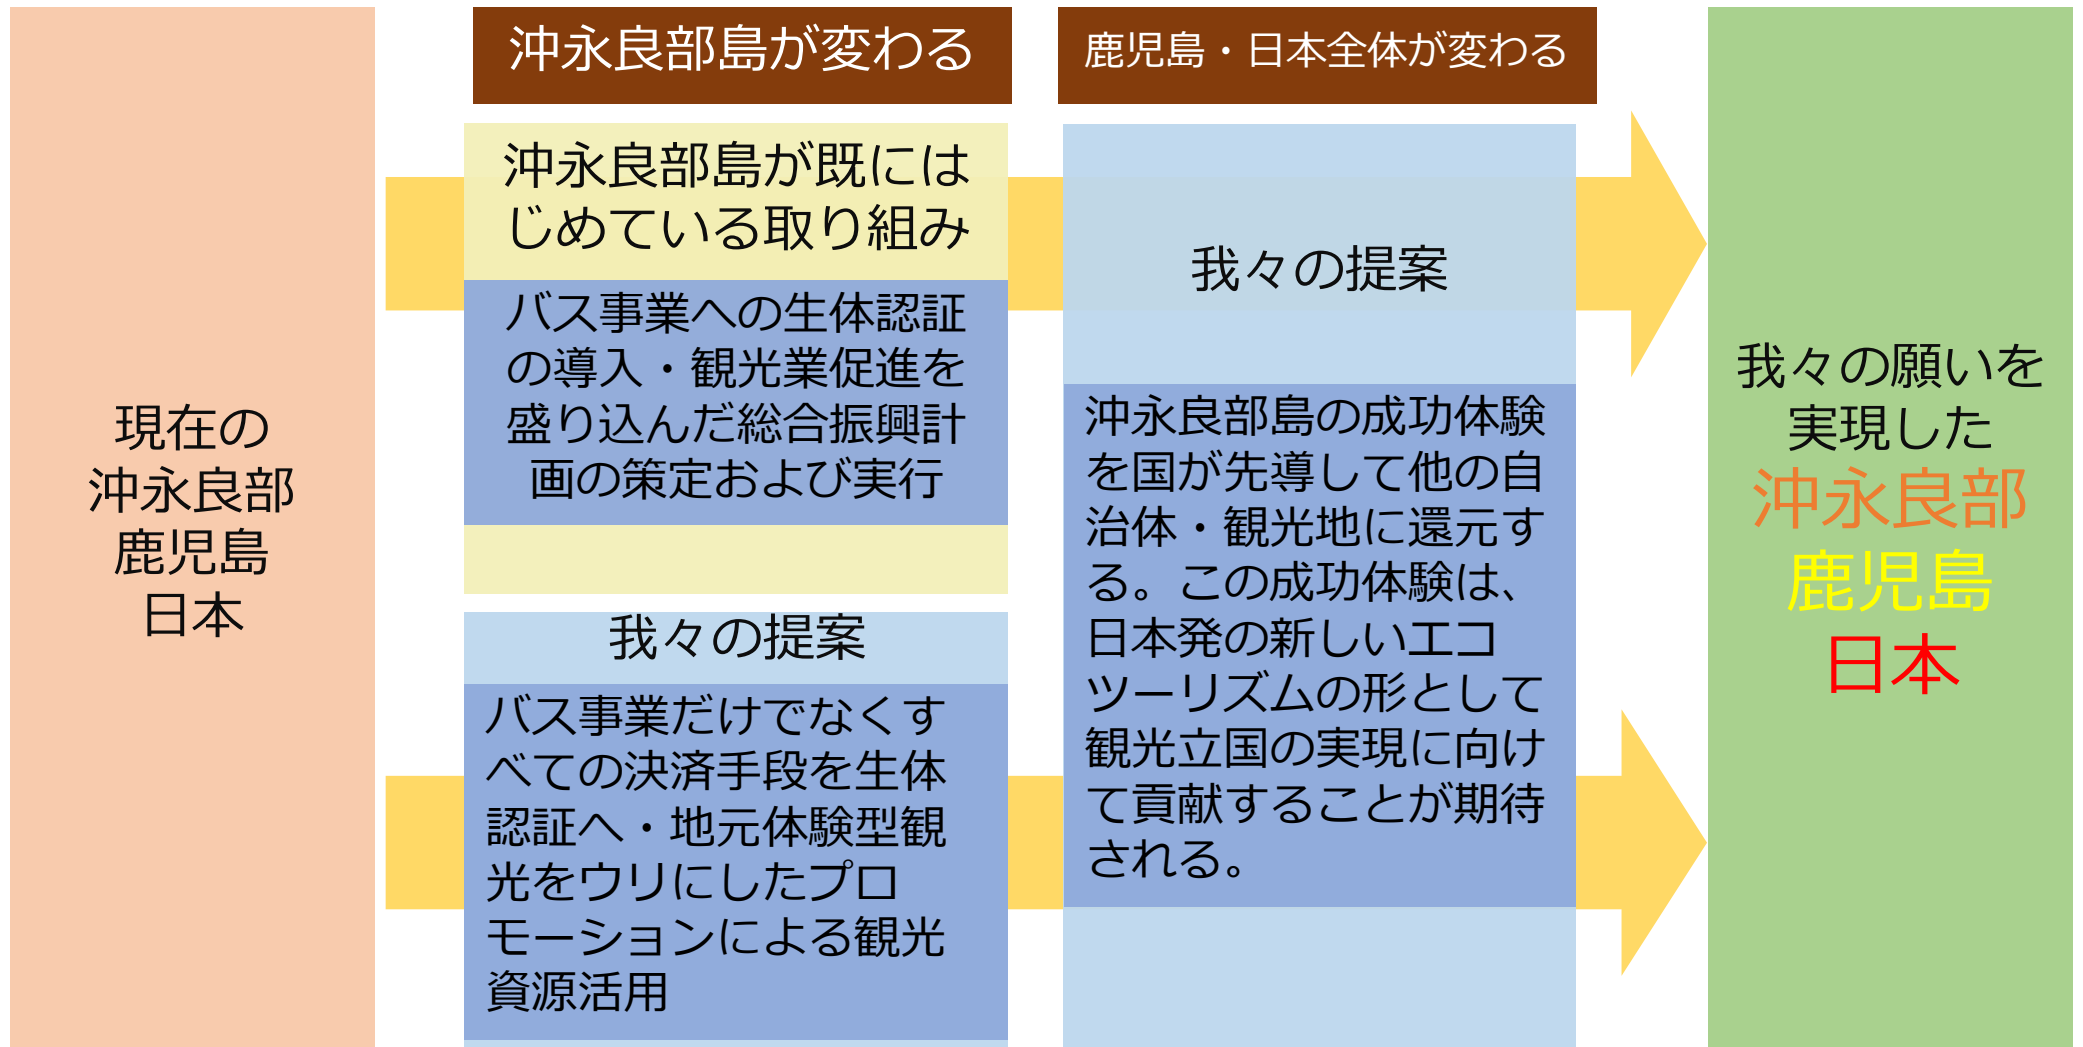 現在の
沖永良部
鹿児島
日本
沖永良部島が変わる
沖永良部島が既には
じめている取り組み
バス事業への生体認証
の導入・観光業促進を
盛り込んだ総合振興計
画の策定および実行
我々の提案
バス事業だけでなくす
べての決済手段を生体
認証へ・地元体験型観
光をウリにしたプロ
モーションによる観光
資源活用
鹿児島・日本全体が変わる
我々の提案
沖永良部島の成功体験
を国が先導して他の自
治体・観光地に還元す
る。この成功体験は、
日本発の新しいエコ
ツーリズムの形として
観光立国の実現に向け
て貢献することが期待
される。
我々の願いを
実現した
沖永良部
鹿児島
日本